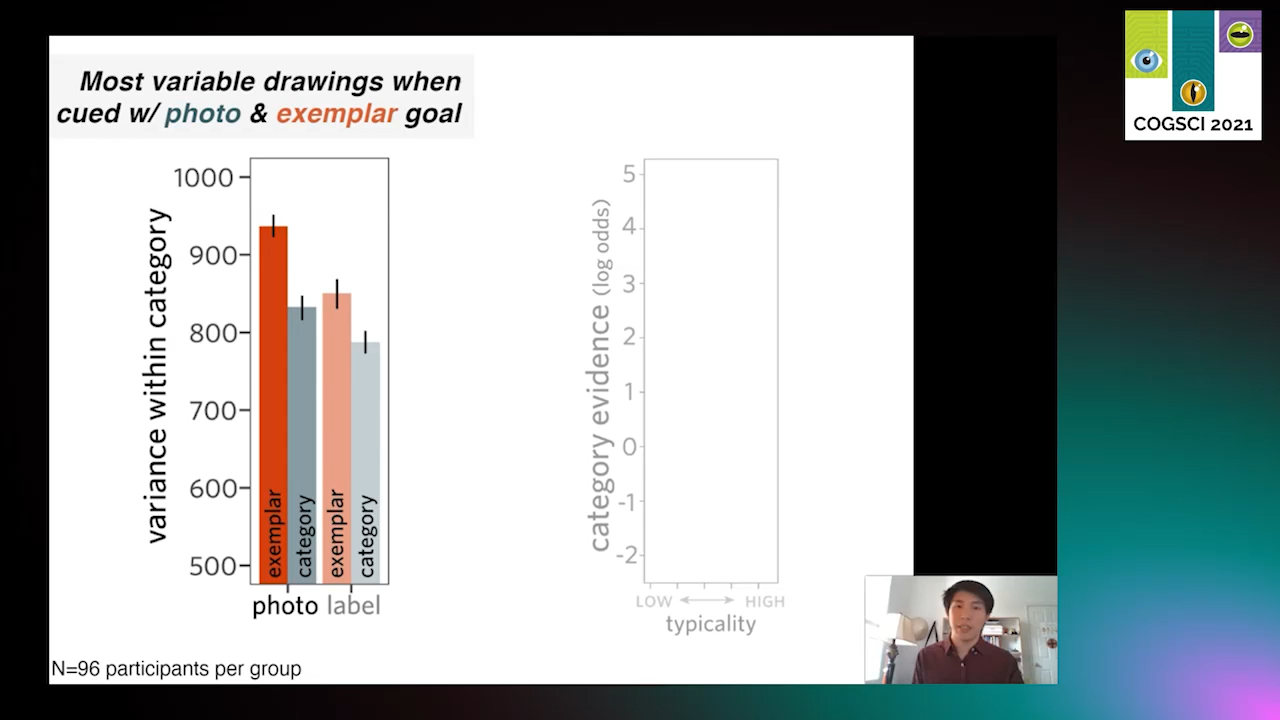 Most variable drawings when
cued w/ photo & exemplar goal
COGSCI 2021
variance within category
1000
900
800
700
600
500
exemplar
category
exemplar
category
photo label
category evidence (log odds)
5
4
3
2
1
0
-1
-2
LOW HIGH
typicality
N=96 participants per group